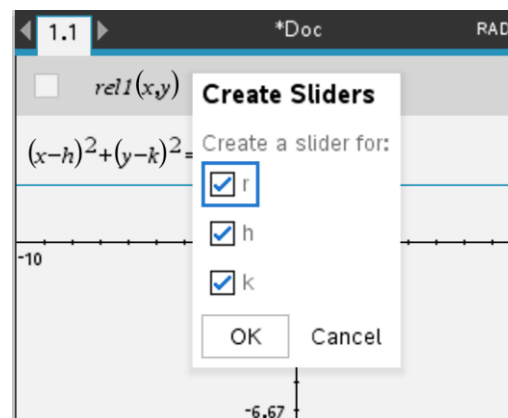 1.1 *Doc RAD
rel1(x,y)
Create Sliders
(x-h)²+(y-k)²=
Create a slider for:
r
h
-10
k
OK Cancel
-6.67